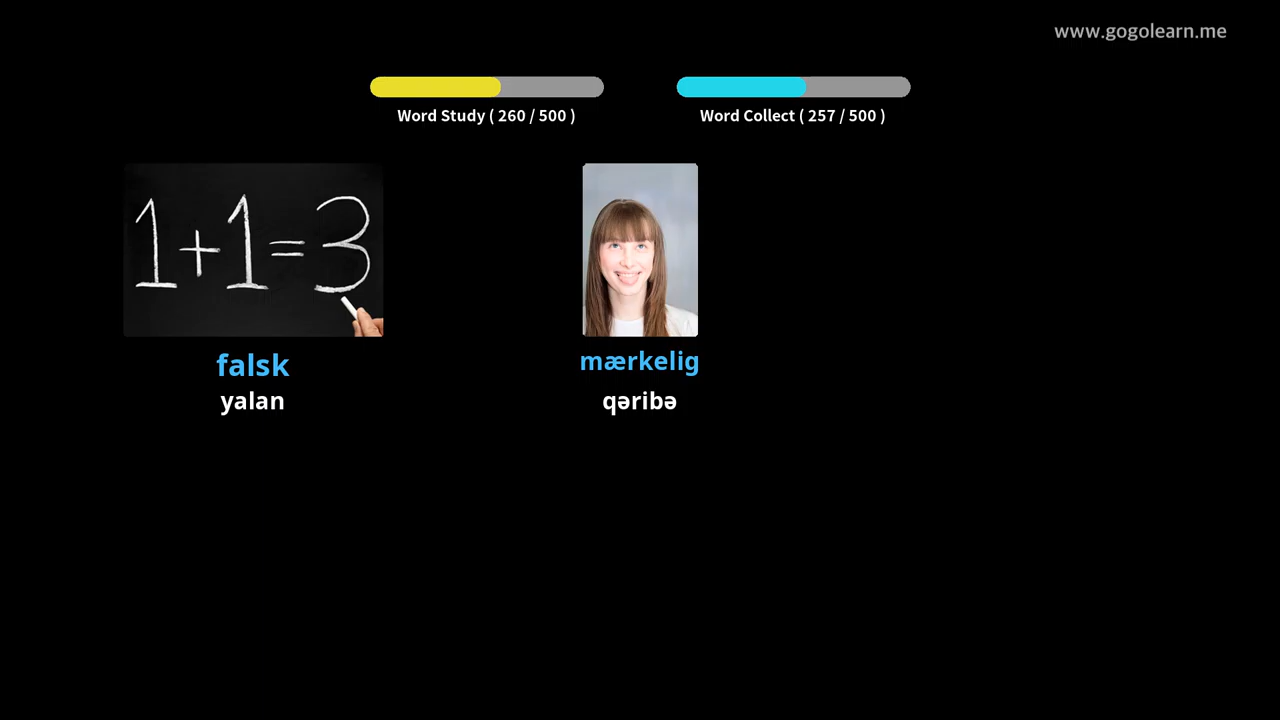 www.gogolearn.me
Word Study ( 260 / 500 )
Word Collect ( 257 / 500 )
1+1=3
falsk
yalan
mærkelig
qəribə